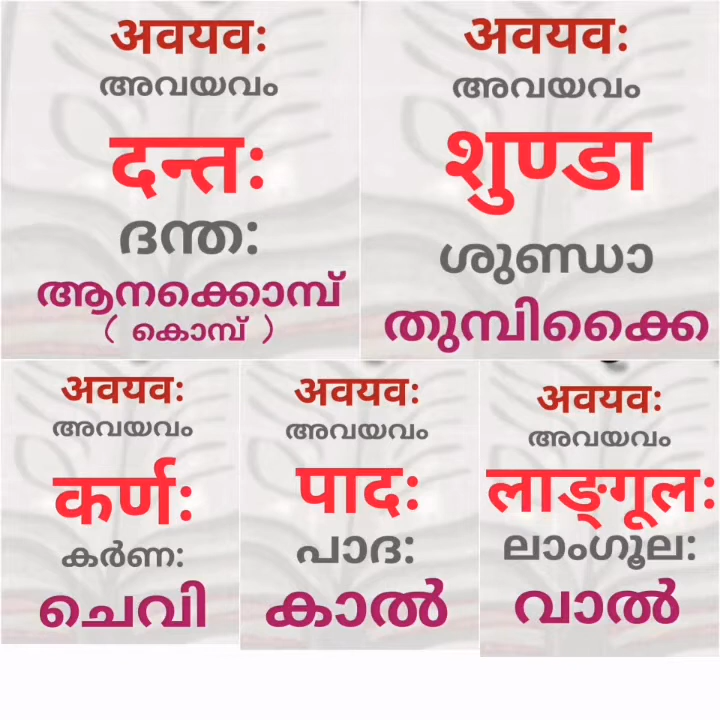 अवयवः
അവയവം
दन्तः
ദന്ത:
ആനക്കൊമ്പ്
( കൊമ്പ് )
अवयवः
അവയവം
शुण्डा
ശുണ്ഡാ
തുമ്പിക്കൈ
अवयवः
അവയവം
कर्णः
കർണ:
ചെവി
अवयवः
അവയവം
पादः
പാദ:
കാൽ
अवयवः
അവയവം
लाङ्गूलः
ലാംഗൂല:
വാൽ